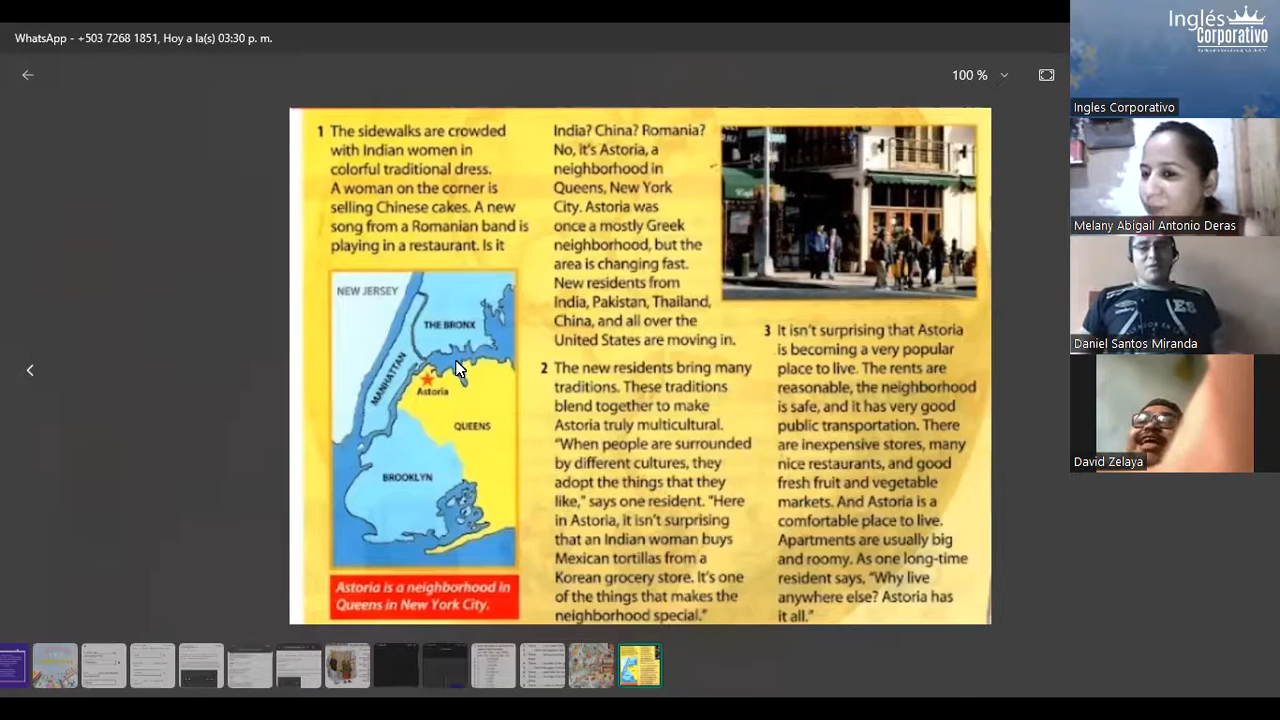 WhatsApp - +503 7268 1851, Hoy a la(s) 03:30 p. m.
100 %
1 The sidewalks are crowded
with Indian women in
colorful traditional dress.
A woman on the corner is
selling Chinese cakes. A new
song from a Romanian band is
playing in a restaurant. Is it
NEW JERSEY
THE BRONX
MANHATTAN
Astoria
QUEENS
BROOKLYN
Astoria is a neighborhood in
Queens in New York City.
India? China? Romania?
No, it's Astoria, a
neighborhood in
Queens, New York
City. Astoria was
once a mostly Greek
neighborhood, but the
area is changing fast.
New residents from
India, Pakistan, Thailand,
China, and all over the
United States are moving in.
2 The new residents bring many
traditions. These traditions
blend together to make
Astoria truly multicultural.
"When people are surrounded
by different cultures, they
adopt the things that they
like," says one resident. "Here
in Astoria, it isn't surprising
that an Indian woman buys
Mexican tortillas from a
Korean grocery store. It's one
of the things that makes the
neighborhood special."
3 It isn't surprising that Astoria
is becoming a very popular
place to live. The rents are
reasonable, the neighborhood
is safe, and it has very good
public transportation. There
are inexpensive stores, many
nice restaurants, and good
fresh fruit and vegetable
markets. And Astoria is a
comfortable place to live.
Apartments are usually big
and roomy. As one long-time
resident says, "Why live
anywhere else? Astoria has
it all."
Inglés
Corporativo
Ingles Corporativo
Melany Abigail Antonio Deras
Daniel Santos Miranda
David Zelaya